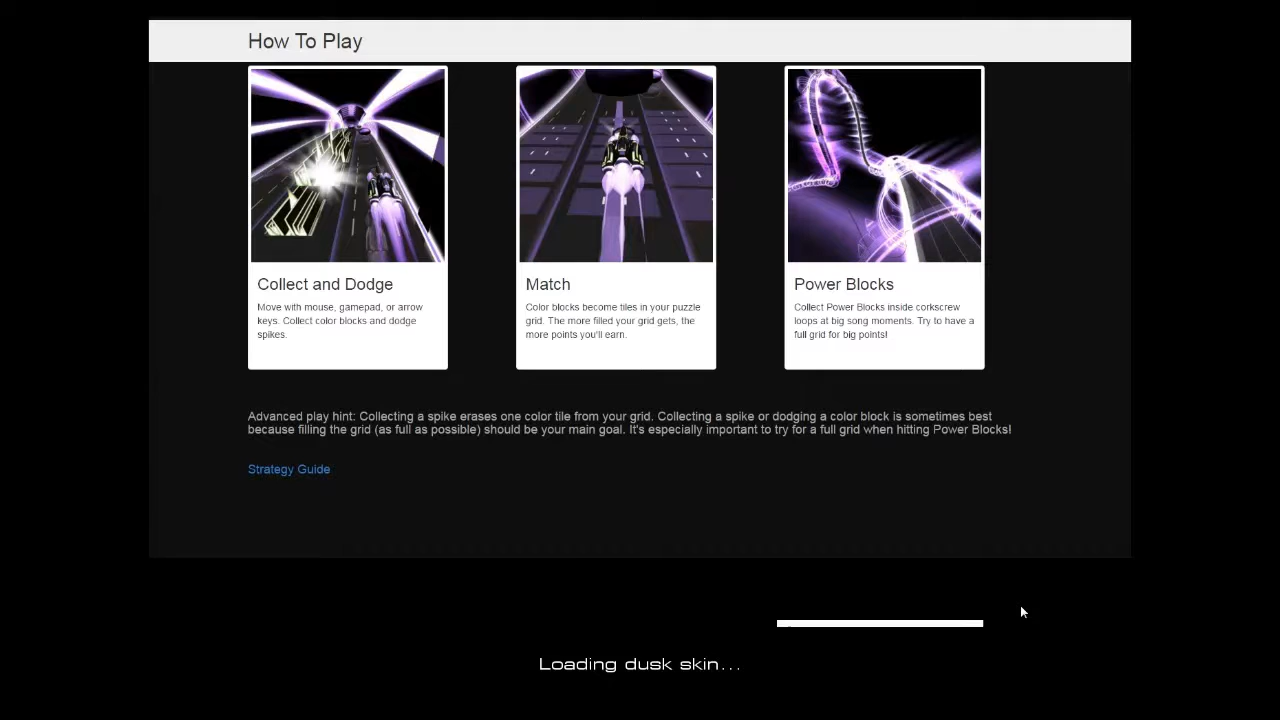 How To Play
Collect and Dodge
Move with mouse, gamepad, or arrow
keys. Collect color blocks and dodge
spikes.
Match
Color blocks become tiles in your puzzle
grid. The more filled your grid gets, the
more points you'll earn.
Power Blocks
Collect Power Blocks inside corkscrew
loops at big song moments. Try to have a
full grid for big points!
Advanced play hint: Collecting a spike erases one color tile from your grid. Collecting a spike or dodging a color block is sometimes best
because filling the grid (as full as possible) should be your main goal. It's especially important to try for a full grid when hitting Power Blocks!
Strategy Guide
Loading dusk skin...